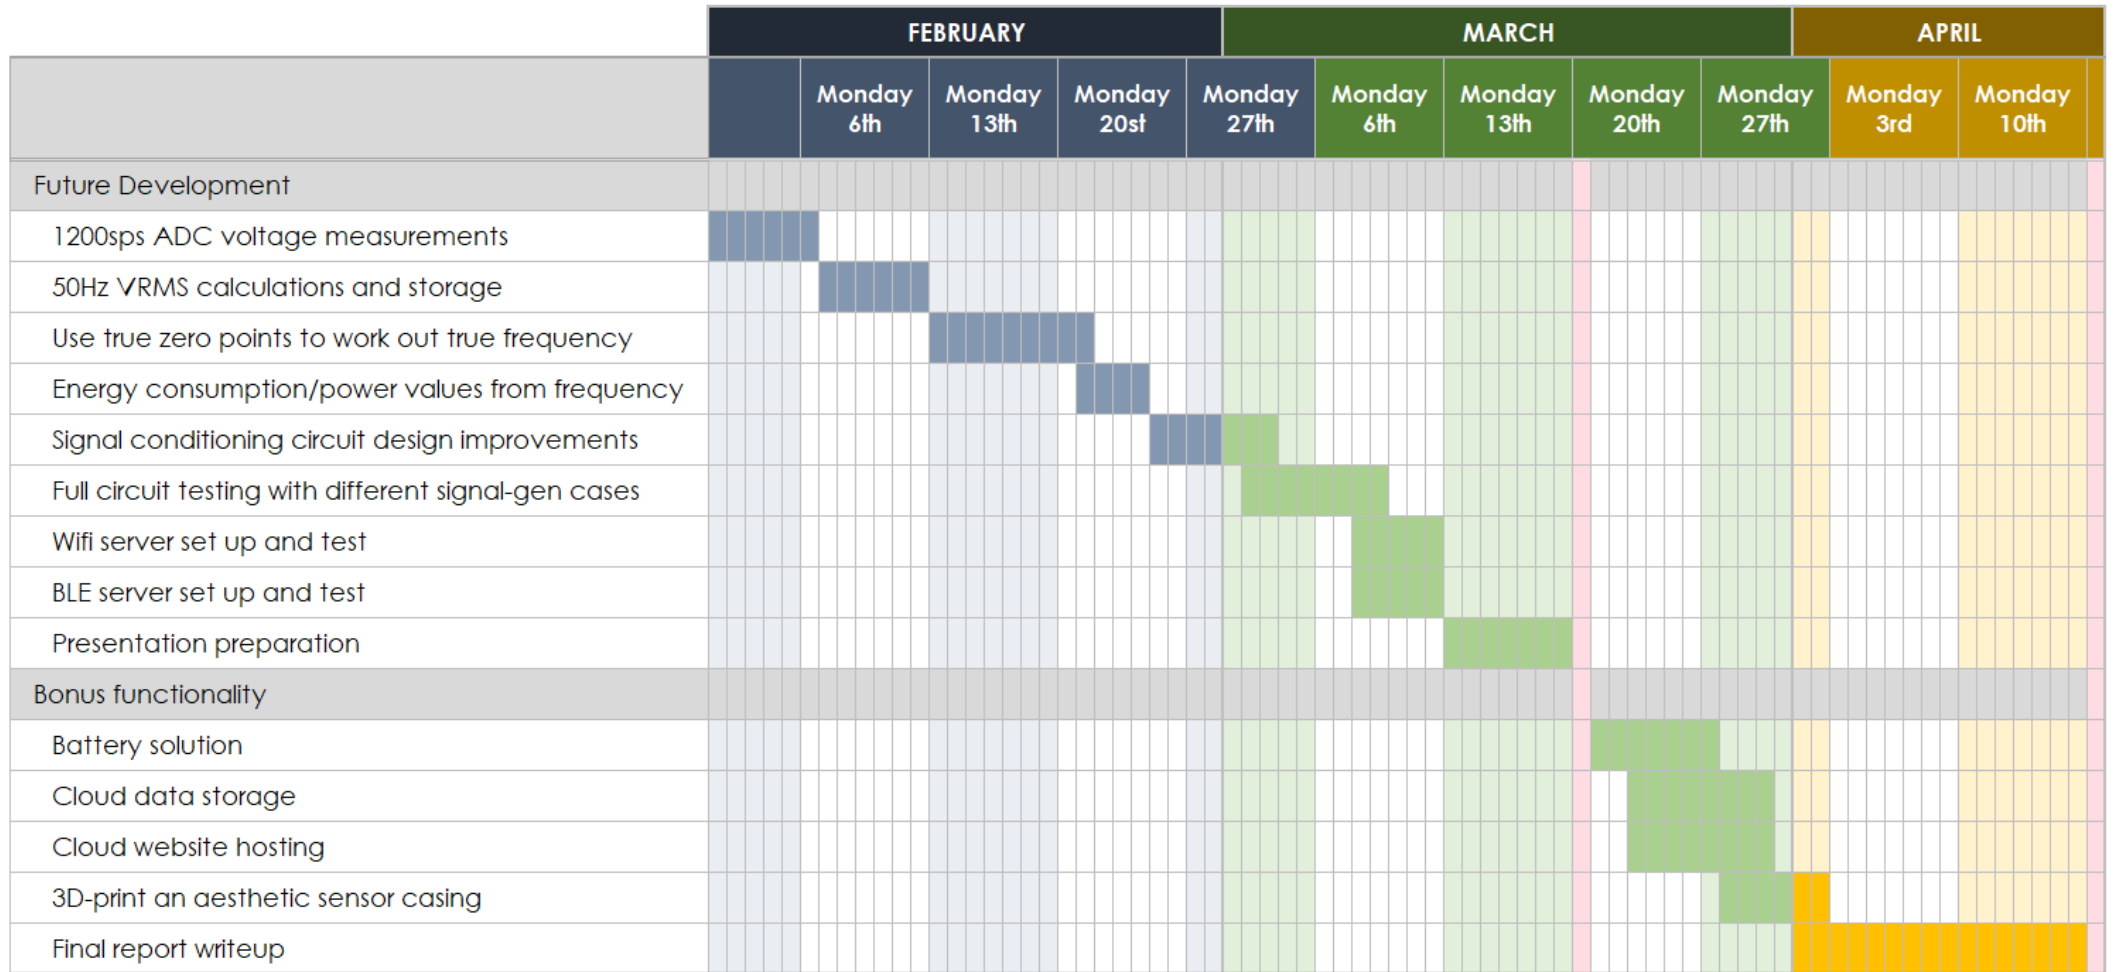 FEBRUARY MARCH APRIL
Monday Monday Monday Monday Monday Monday Monday Monday Monday Monday
6th 13th 20st 27th 6th 13th 20th 27th 3rd 10th
Future Development
1200sps ADC voltage measurements
50Hz VRMS calculations and storage
Use true zero points to work out true frequency
Energy consumption/power values from frequency
Signal conditioning circuit design improvements
Full circuit testing with different signal-gen cases
Wifi server set up and test
BLE server set up and test
Presentation preparation
Bonus functionality
Battery solution
Cloud data storage
Cloud website hosting
3D-print an aesthetic sensor casing
Final report writeup